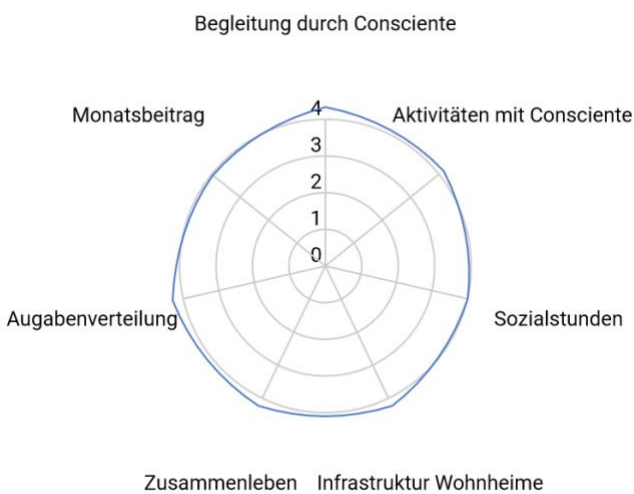 Begleitung durch Consciente
Monatsbeitrag
4
Aktivitäten mit Consciente
3
2
1
0
Augabenverteilung
Sozialstunden
Zusammenleben
Infrastruktur Wohnheime